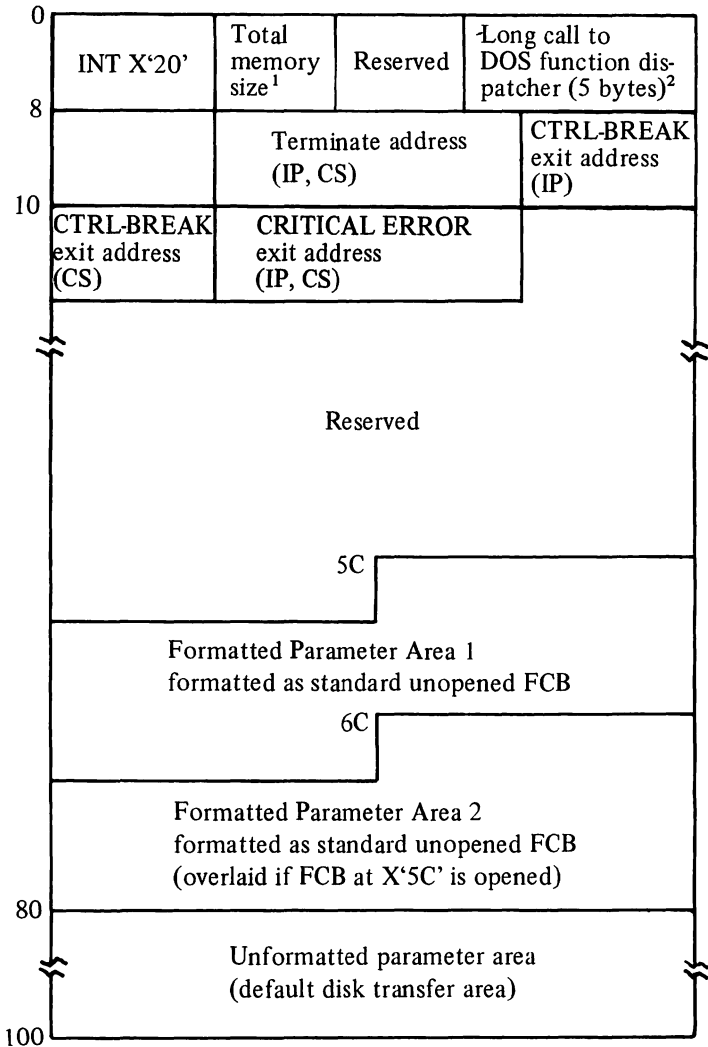 0
INT X‘20’
Total
memory
size¹
Reserved
Long call to
DOS function dis-
patcher (5 bytes)²
8
Terminate address
(IP, CS)
CTRL-BREAK
exit address
(IP)
10
CTRL-BREAK
exit address
(CS)
CRITICAL ERROR
exit address
(IP, CS)
Reserved
5C
Formatted Parameter Area 1
formatted as standard unopened FCB
6C
Formatted Parameter Area 2
formatted as standard unopened FCB
(overlaid if FCB at X‘5C’ is opened)
80
Unformatted parameter area
(default disk transfer area)
100